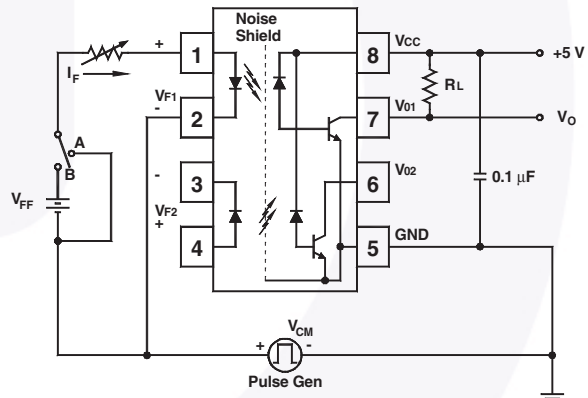 Noise
Shield
+
1
8
VCC
+5 V
IF
VF1
-
RL
2
7
V01
VO
A
B
-
3
6
V02
VFF
0.1 μF
VF2
+
4
5
GND
VCM
+
-
Pulse Gen